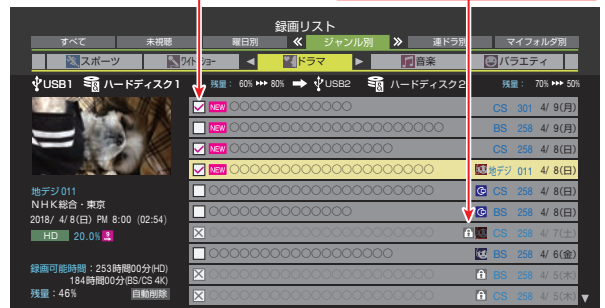 録画リスト
すべて 未視聴 曜日別 ジャンル別 連ドラ別 マイフォルダ別
スポーツ ワイドショー ドラマ 音楽 バラエティ
USB1 ハードディスク1 残量: 60% 80% USB2 ハードディスク2 残量: 70% 50%
NEW ○○○○○○○○○○○○ CS 301 4/ 9(月)
NEW ○○○○○○○○○○○○○○○○○○○○○ BS 258 4/ 9(月)
NEW ○○○○○○○○○○○○○○○○ CS 258 4/ 8(日)
NEW ○○○○○○○○○○○○○○○○○○○○ 地デジ 011 4/ 8(日)
○○○○○○○○○○○○○○○○○○○○ CS 258 4/ 8(日)
○○○○○○○○○○○○○○○○○ BS 258 4/ 8(日)
○○○○○○○○○○○○○○○○○○○○ CS 258 4/ 7(土)
○○○○○○○○○○○○○○○○○○○○○ BS 258 4/ 6(金)
○○○○○○○○○○○○○○○○○○○○ BS 258 4/ 5(木)
○○○○○○○○○○○○○○○○○○○○ CS 258 4/ 5(木)
地デジ011
NHK総合・東京
2018/ 4/ 8(日) PM 8:00 (02:54)
HD 20.0%
録画可能時間:253時間00分(HD)
184時間00分(BS/CS 4K)
残量:46% 自動削除